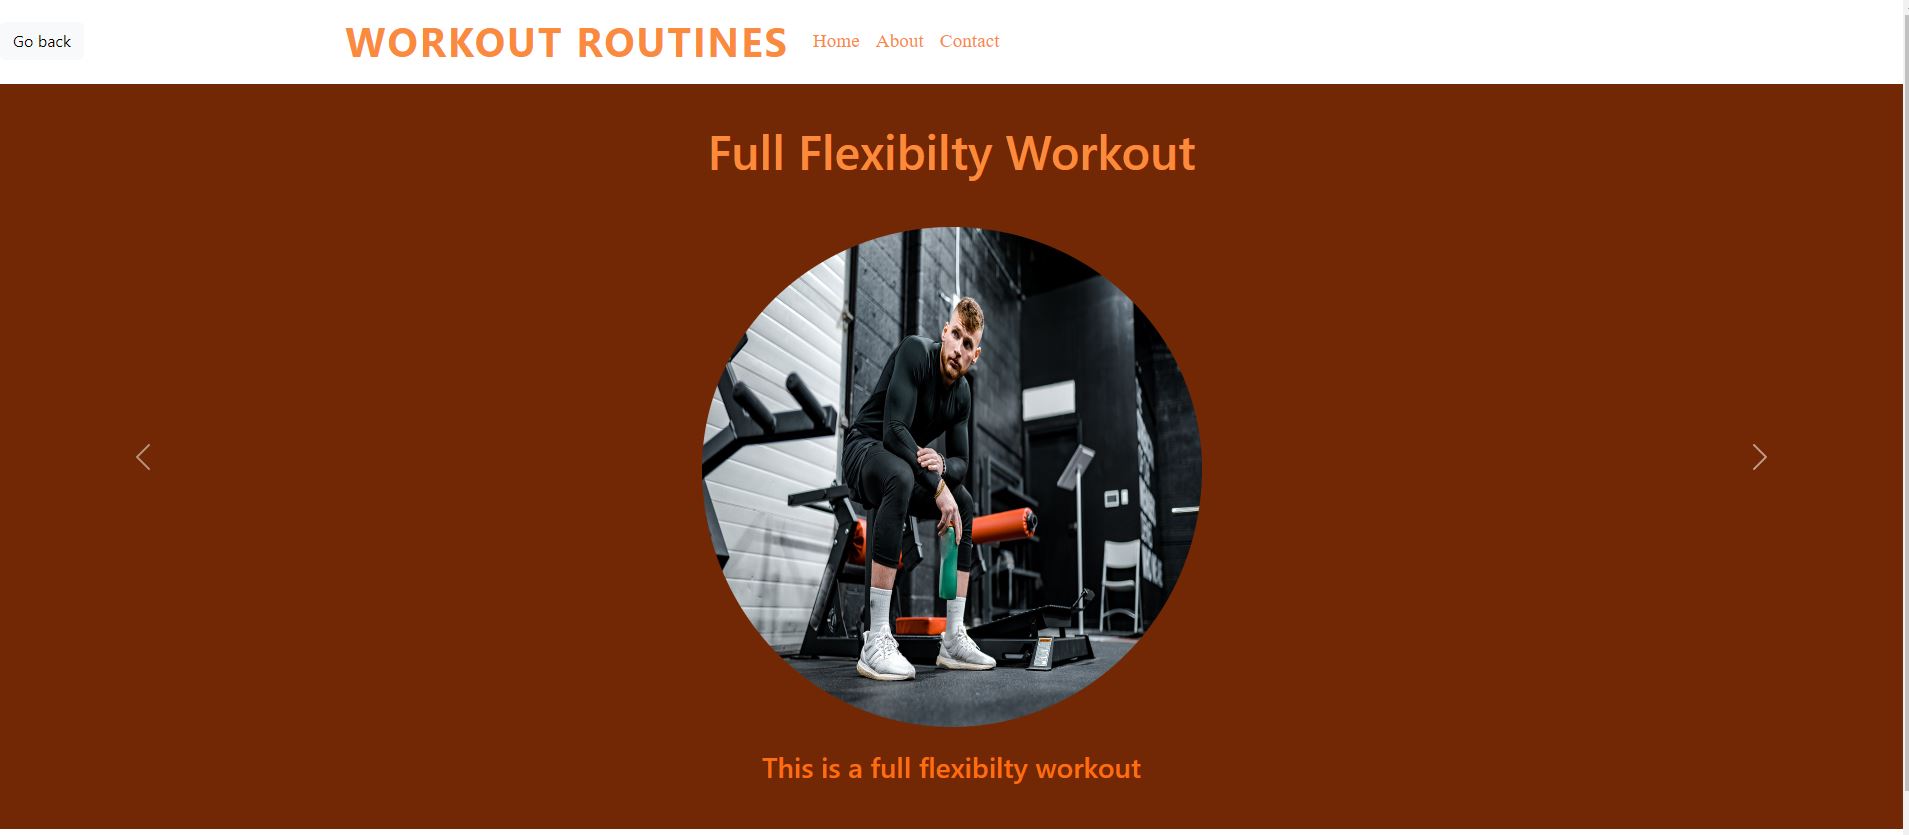 Go back
WORKOUT ROUTINES
Home About Contact
Full Flexibilty Workout
This is a full flexibilty workout